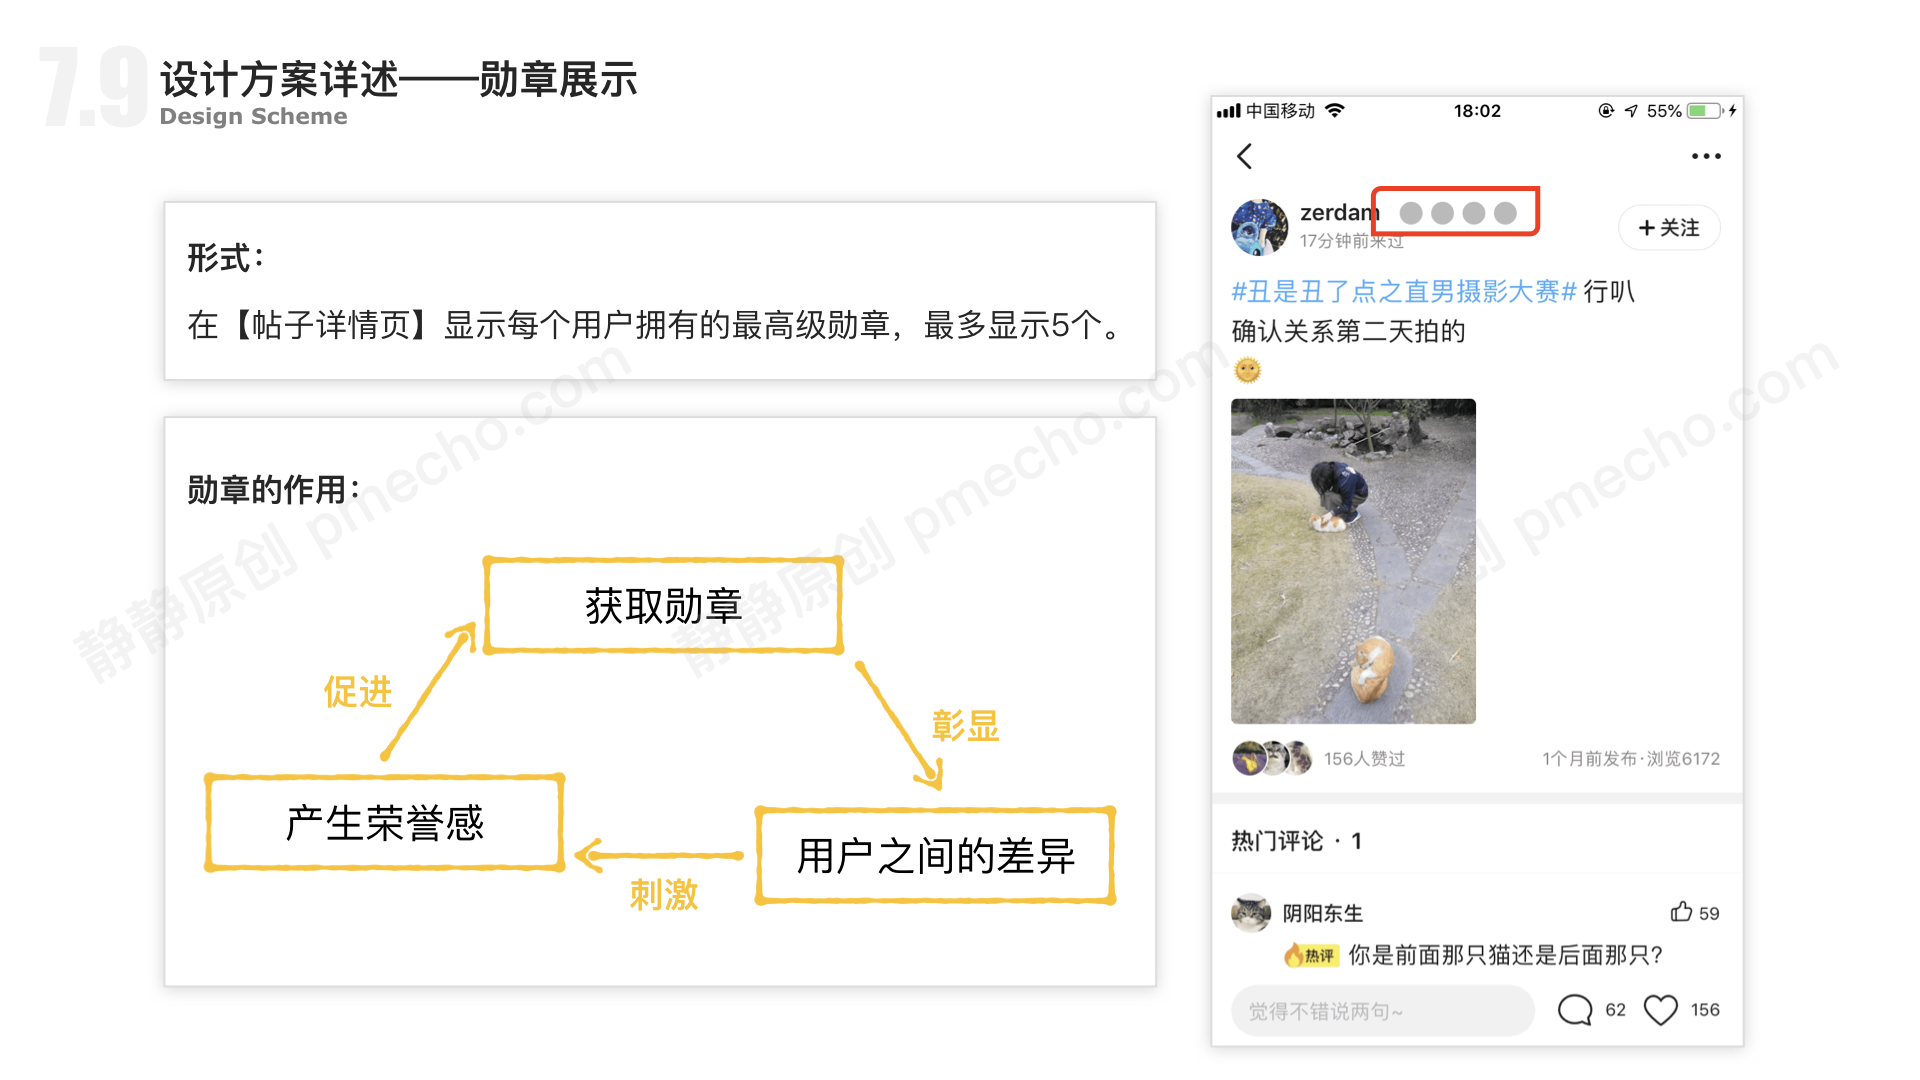 7.9
设计方案详述——勋章展示
Design Scheme
形式：
在【帖子详情页】显示每个用户拥有的最高级勋章，最多显示5个。
勋章的作用：
获取勋章
促进
彰显
产生荣誉感
用户之间的差异
刺激
中国移动
18:02
55%
zerdam
17分钟前来过
+关注
#丑是丑了点之直男摄影大赛# 行叭
确认关系第二天拍的
156人赞过
1个月前发布·浏览6172
热门评论 · 1
阴阳东生
59
热评 你是前面那只猫还是后面那只?
觉得不错说两句~
62
156
静静原创 pmecho.com
静静原创 pmecho.com
创 pmecho.com